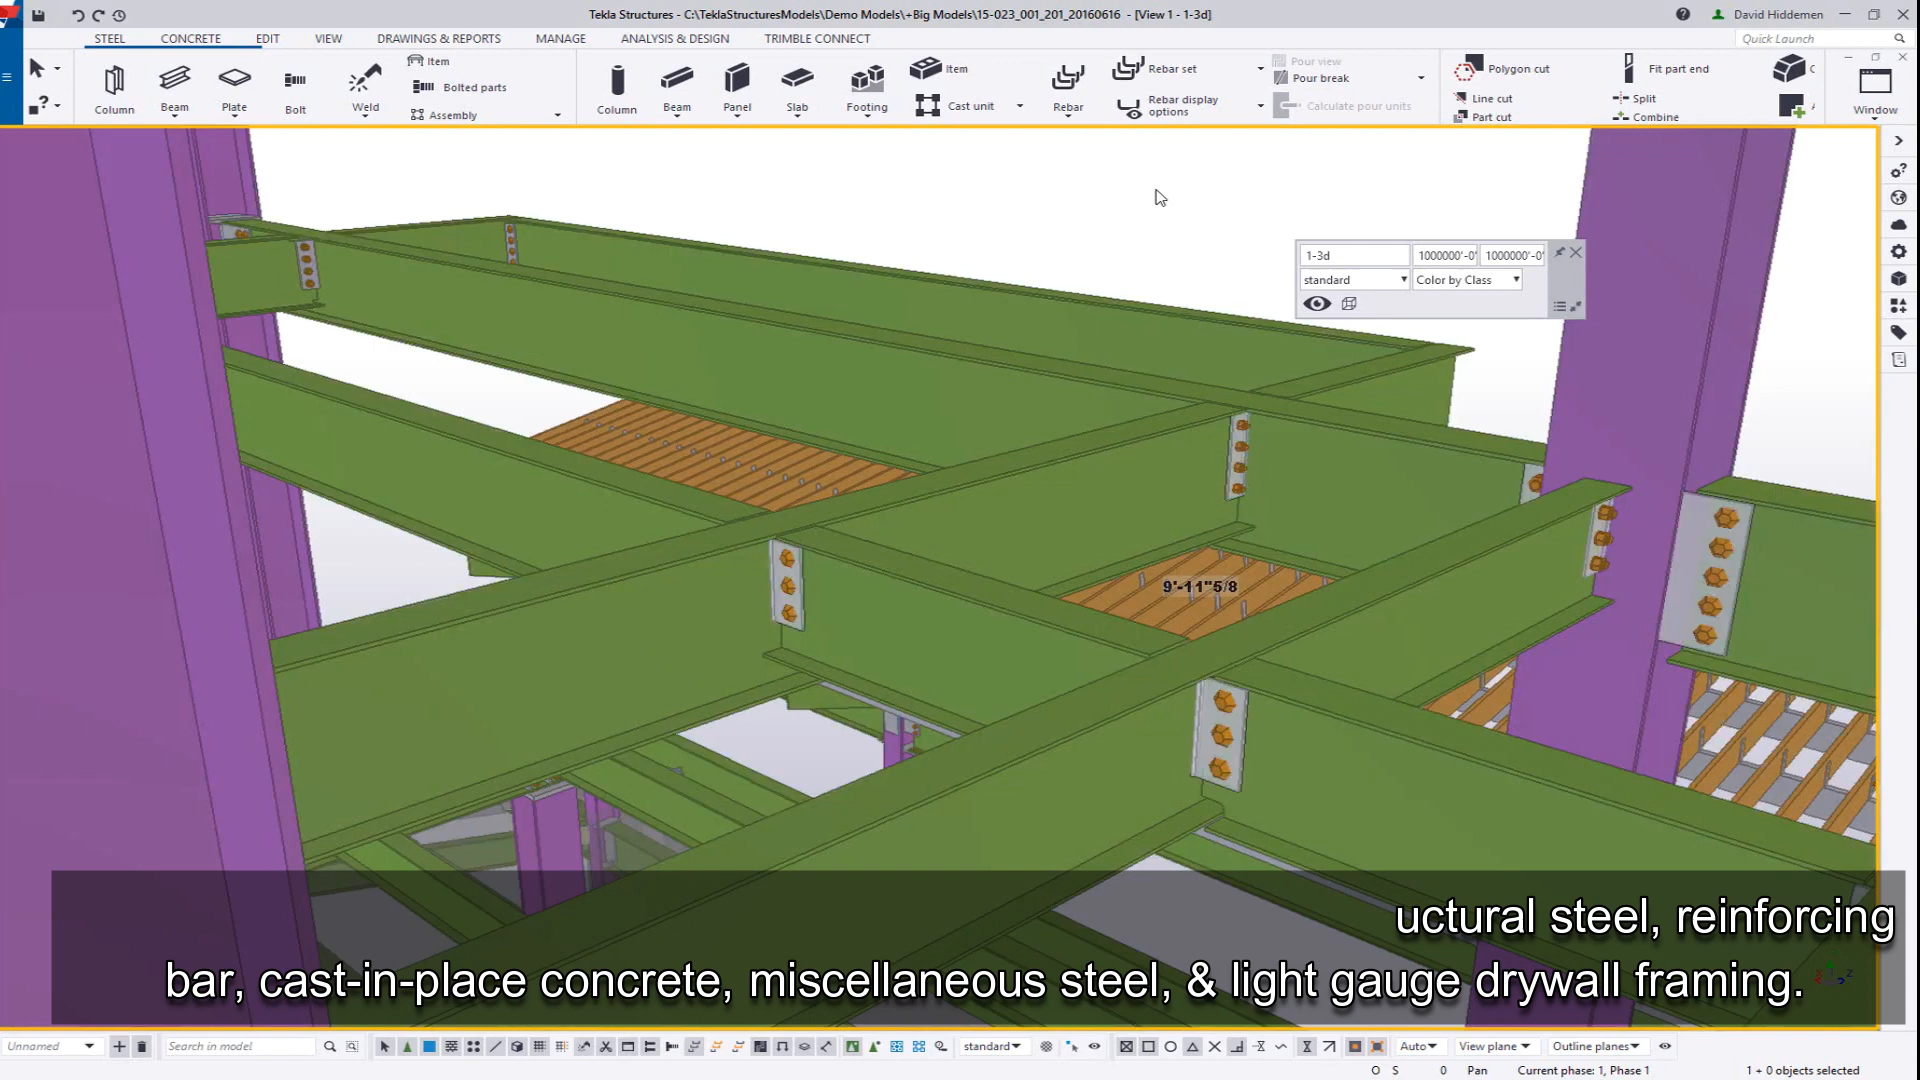 Tekla Structures - C:\TeklaStructuresModels\Demo Models\+Big Models\15-023_001_201_20160616 - [View 1 - 1-3d]
David Hiddemen
STEEL CONCRETE EDIT VIEW DRAWINGS & REPORTS MANAGE ANALYSIS & DESIGN TRIMBLE CONNECT
Quick Launch
Column Beam Plate Bolt Weld
Item
Bolted parts
Assembly
Column Beam Panel Slab Footing
Item
Cast unit
Rebar
Rebar set
Rebar display
options
Pour view
Pour break
Calculate pour units
Polygon cut
Line cut
Part cut
Fit part end
Split
Combine
Window
1-3d 1000000'-0' 1000000'-0'
standard Color by Class
9'-11"5/8
uctural steel, reinforcing
bar, cast-in-place concrete, miscellaneous steel, & light gauge drywall framing.
Unnamed Search in model standard Auto View plane Outline planes
O S 0 Pan Current phase: 1, Phase 1 1 + 0 objects selected